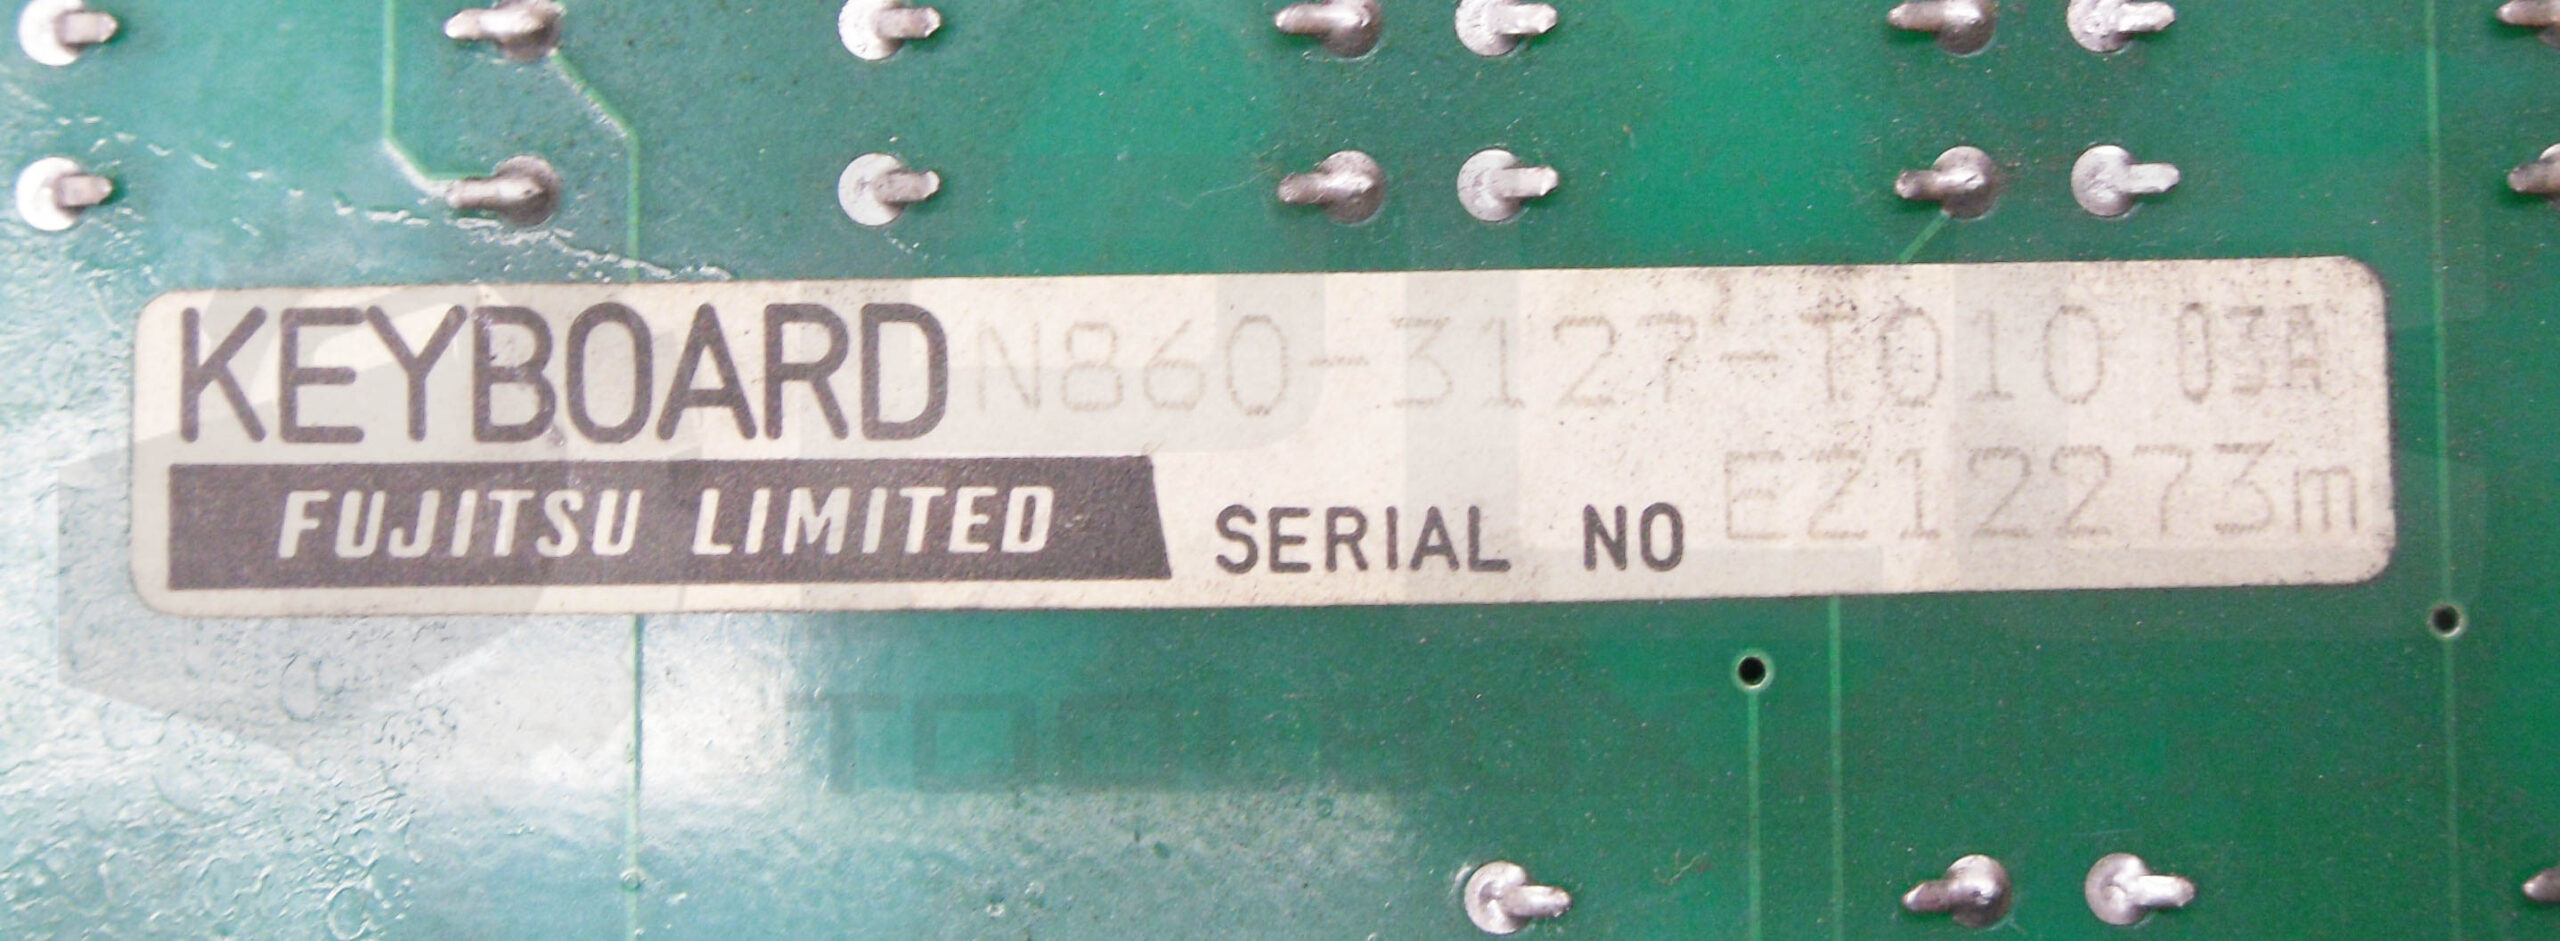 KEYBOARD N860-3127-T010 03A
FUJITSU LIMITED SERIAL NO EZ12273m